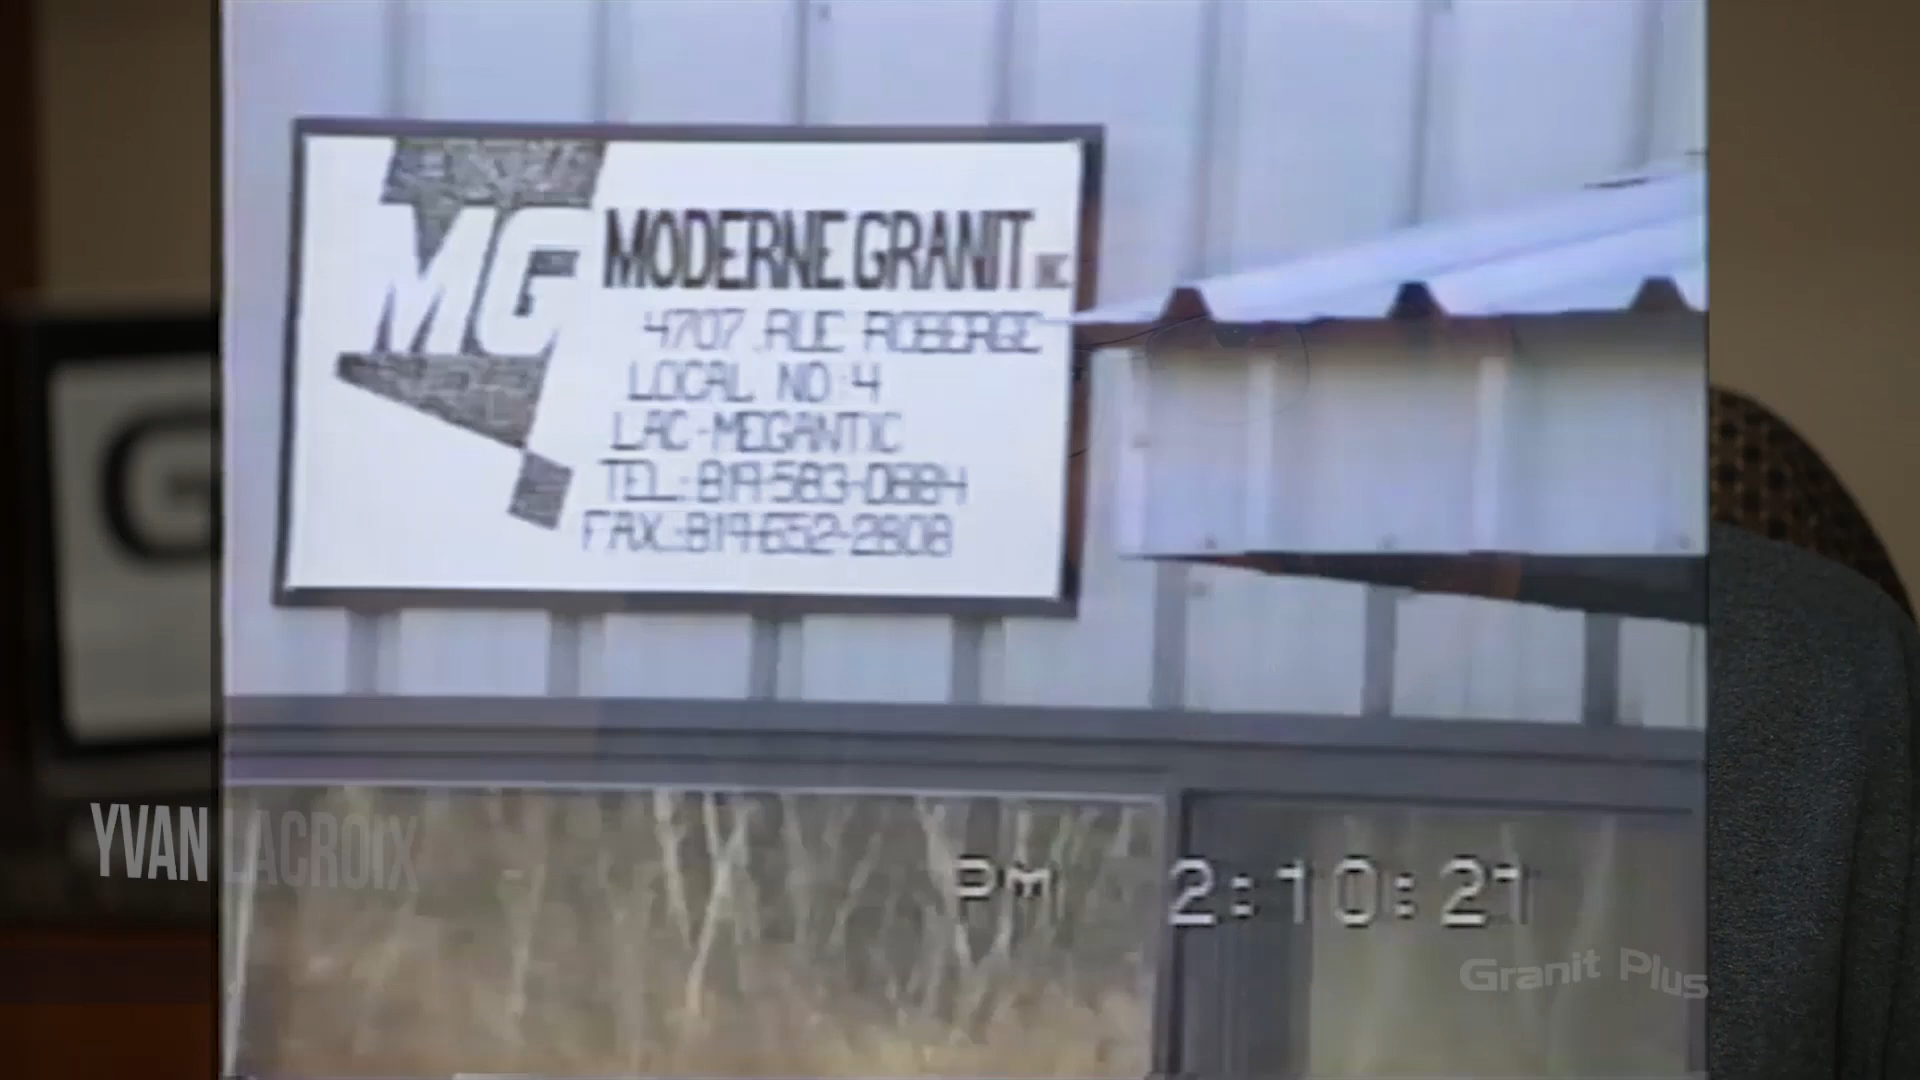 MG
MODERNE GRANIT INC
4707, RUE ROBERGE
LOCAL NO:4
LAC-MEGANTIC
TEL.:819-583-0884
FAX.:819-652-2808
G
YVAN LACROIX
PM 2:10:21
Granit Plus